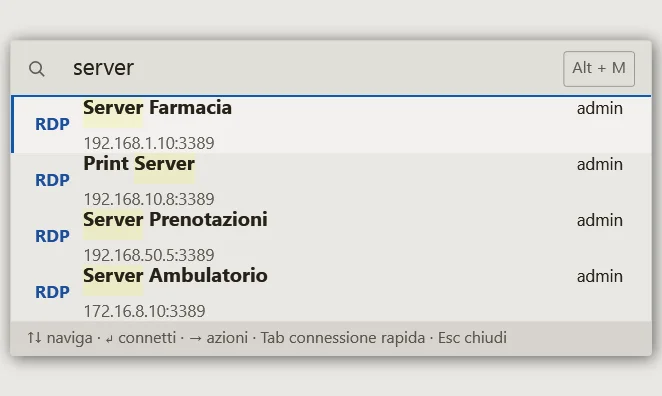 server Alt + M
Server Farmacia admin
RDP
192.168.1.10:3389
Print Server admin
RDP
192.168.10.8:3389
Server Prenotazioni admin
RDP
192.168.50.5:3389
Server Ambulatorio admin
RDP
172.16.8.10:3389
↑↓ naviga · ↲ connetti · → azioni · Tab connessione rapida · Esc chiudi